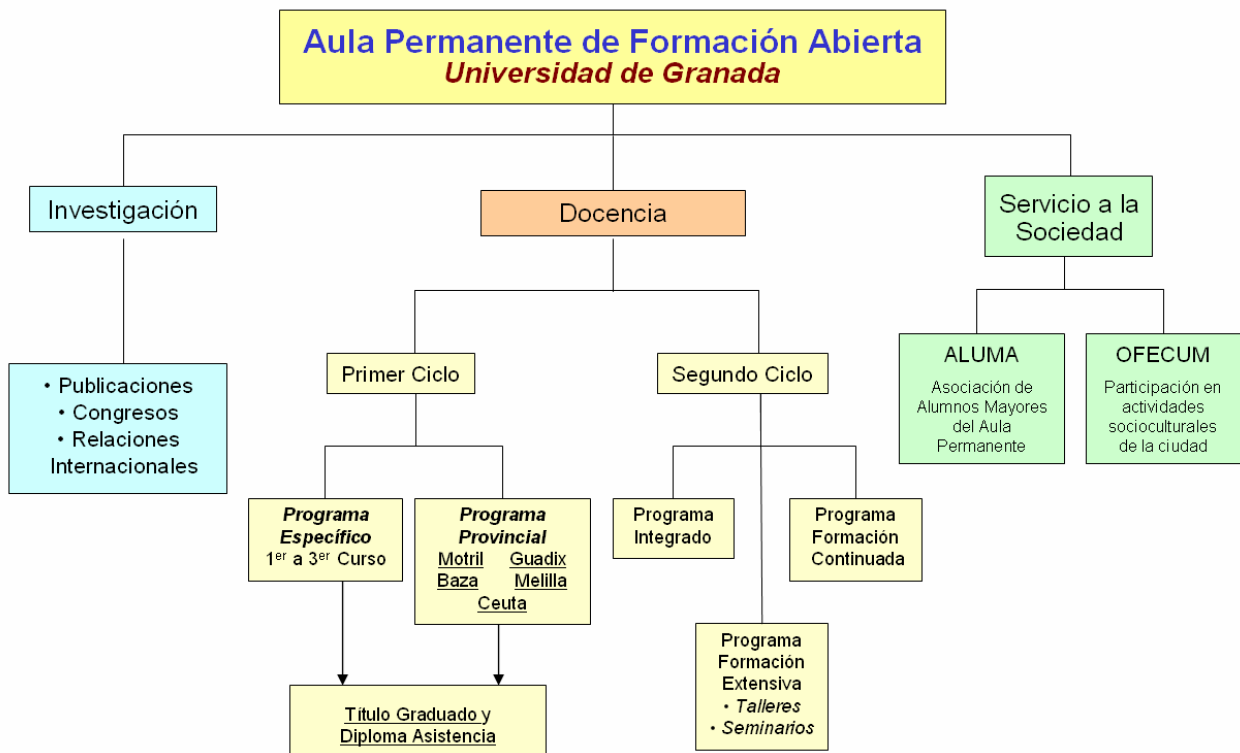 Aula Permanente de Formación Abierta
Universidad de Granada
Investigación
Docencia
Servicio a la
Sociedad
• Publicaciones
• Congresos
• Relaciones
Internacionales
Primer Ciclo
Segundo Ciclo
ALUMA
Asociación de
Alumnos Mayores
del Aula
Permanente
OFECUM
Participación en
actividades
socioculturales
de la ciudad
Programa
Específico
1er a 3er Curso
Programa
Provincial
Motril Guadix
Baza Melilla
Ceuta
Programa
Integrado
Programa
Formación
Continuada
Programa
Formación
Extensiva
• Talleres
• Seminarios
Título Graduado y
Diploma Asistencia